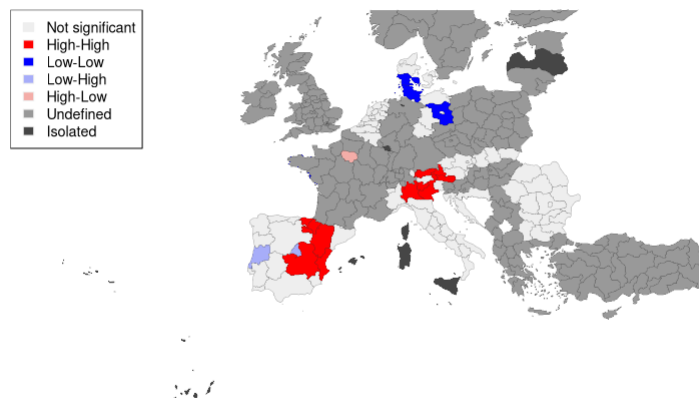 Not significant
High-High
Low-Low
Low-High
High-Low
Undefined
Isolated